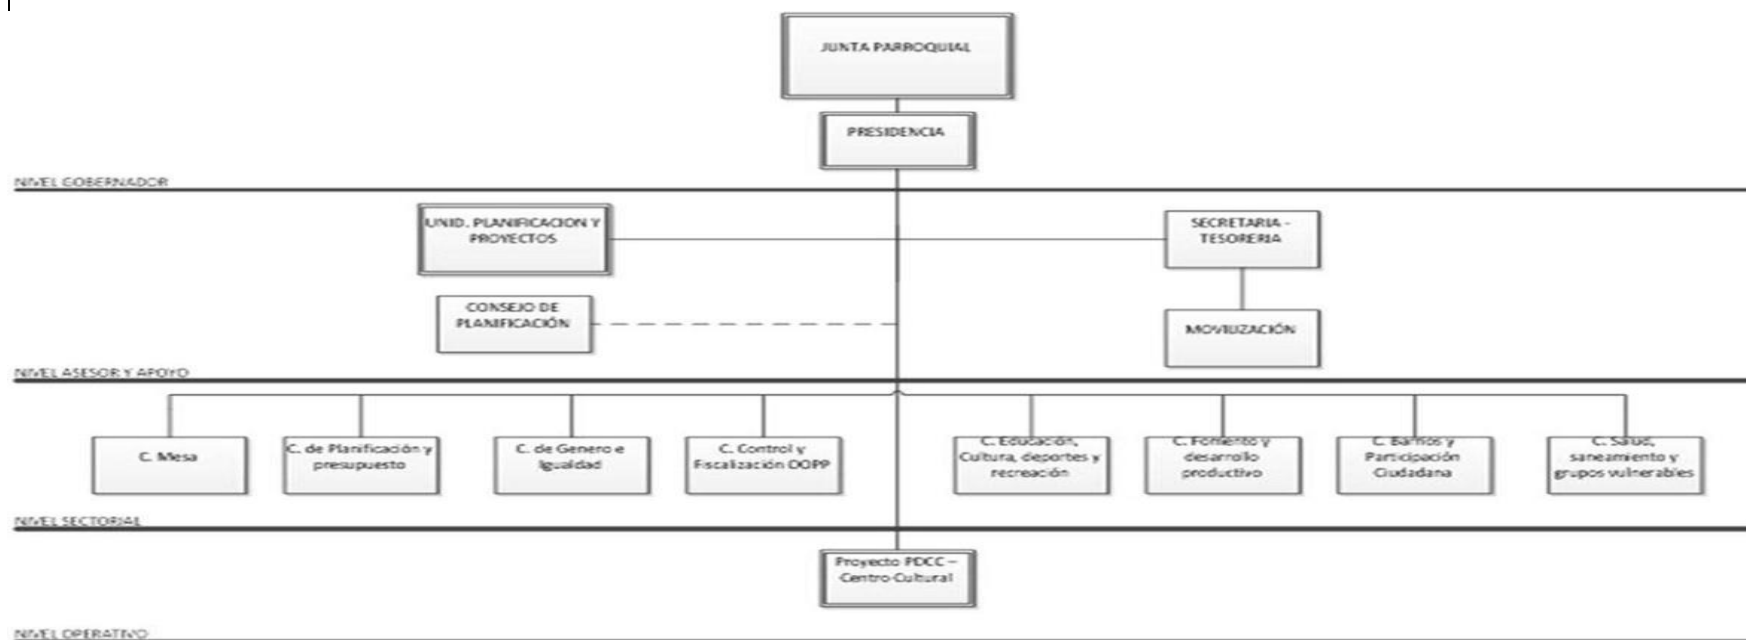 JUNTA PARROQUIAL
PRESIDENCIA
NIVEL GOBERNADOR
UNID. PLANIFICACION Y
PROYECTOS
SECRETARIA -
TESORERIA
CONSEJO DE
PLANIFICACIÓN
MOVILIZACIÓN
NIVEL ASESOR Y APOYO
C. Mesa
C. de Planificación y
presupuesto
C. de Genero e
Igualdad
C. Control y
Fiscalización OOPP
C. Educación,
Cultura, deportes y
recreación
C. Fomento y
desarrollo
productivo
C. Barrios y
Participación
Ciudadana
C. Salud,
saneamiento y
grupos vulnerables
NIVEL SECTORIAL
Proyecto PDCC –
Centro Cultural
NIVEL OPERATIVO